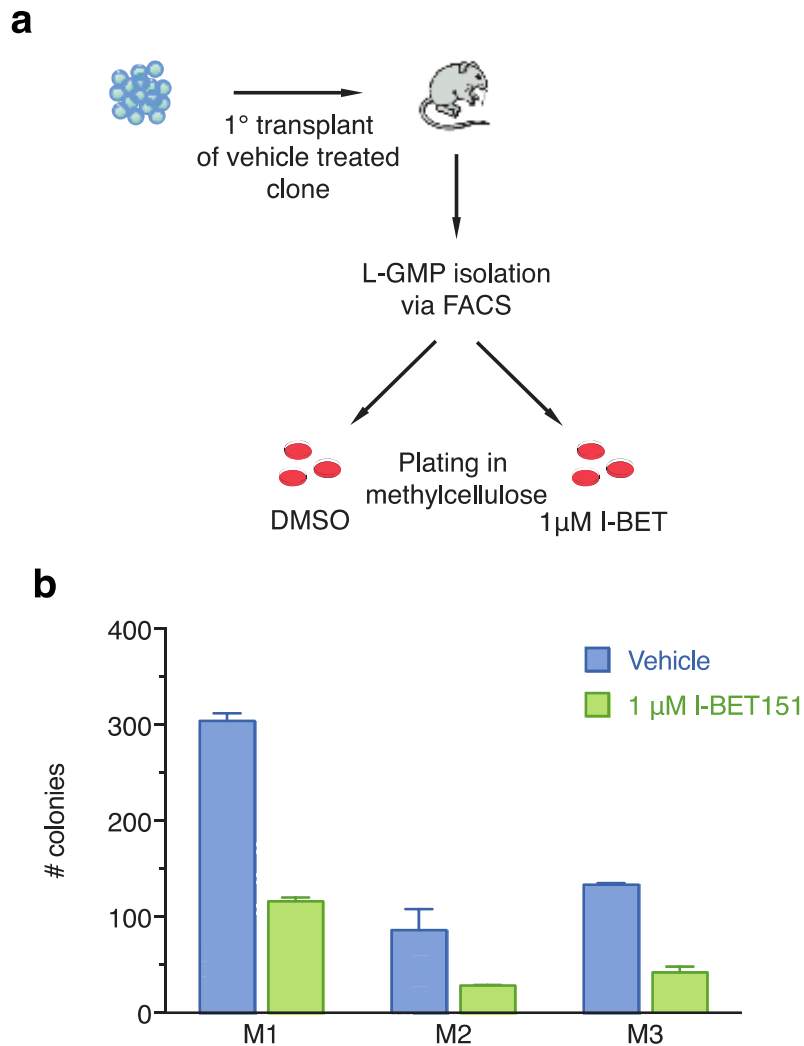 a
1° transplant
of vehicle treated
clone
L-GMP isolation
via FACS
Plating in
methylcellulose
DMSO
1µM I-BET
b
400
300
200
100
0
# colonies
Vehicle
1 µM I-BET151
M1
M2
M3